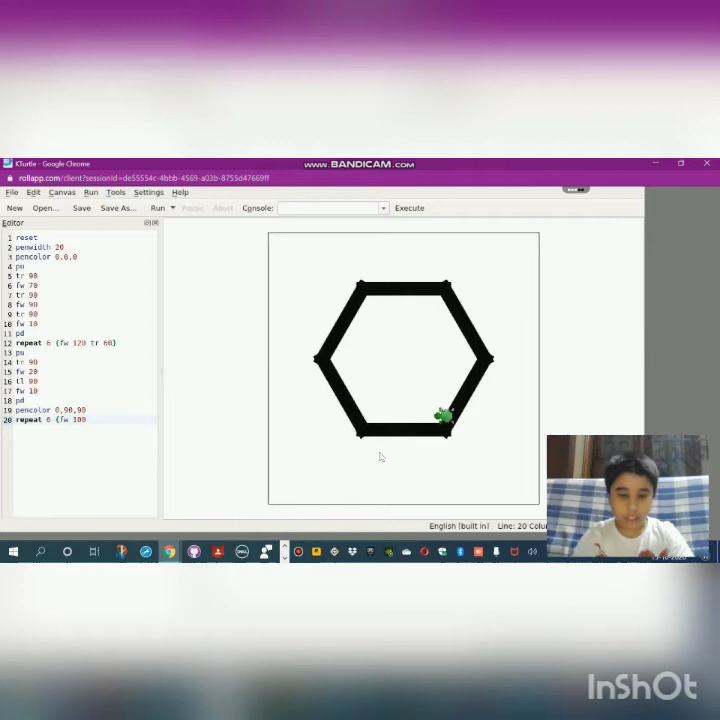 www.BANDICAM.com
KTurtle - Google Chrome
rollapp.com/client?sessionId=de55554c-4bbb-4569-a03b-8755d47669ff
File Edit Canvas Run Tools Settings Help
New Open... Save Save As... Run Pause Abort Console: Execute
Editor
1 reset
2 penwidth 20
3 pencolor 0,0,0
4 pu
5 tr 90
6 fw 70
7 tr 90
8 fw 90
9 tr 90
10 fw 10
11 pd
12 repeat 6 {fw 120 tr 60}
13 pu
14 tr 90
15 fw 20
16 tl 90
17 fw 10
18 pd
19 pencolor 0,90,90
20 repeat 6 {fw 100
English [built in] Line: 20 Colu
DELL
15-10-2020
InShOt